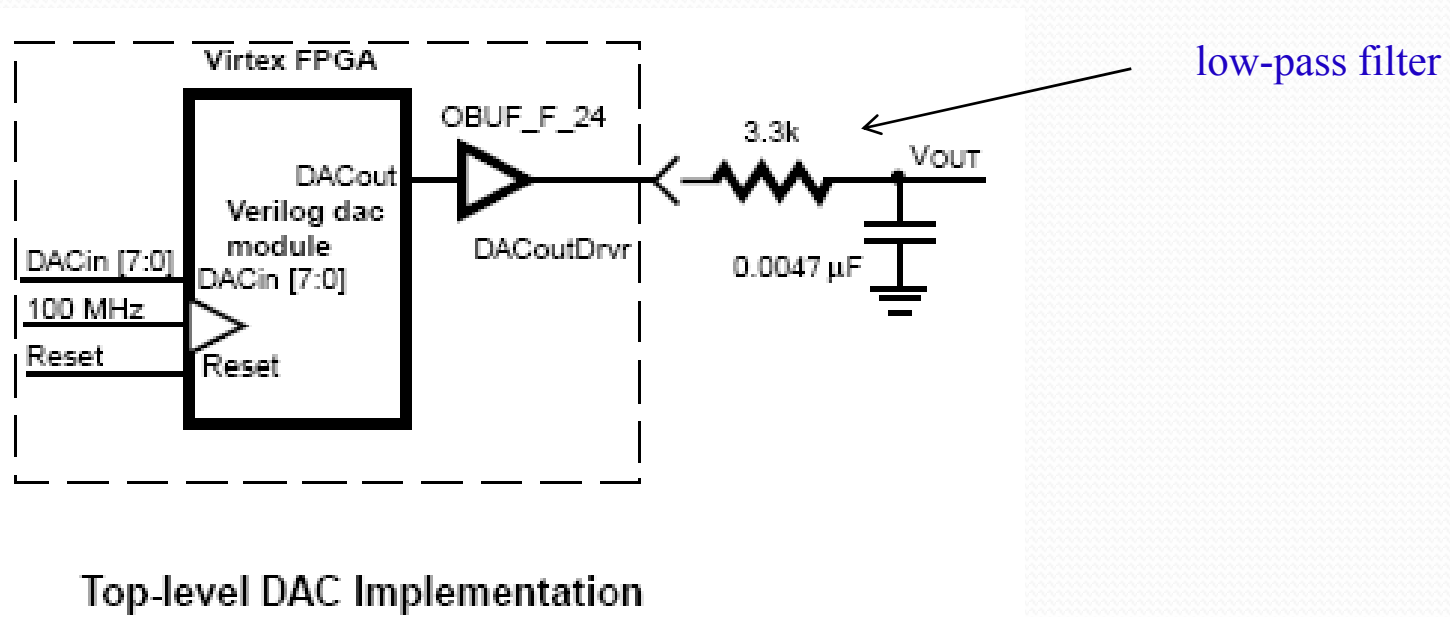 Virtex FPGA
low-pass filter
OBUF_F_24
3.3k
VOUT
DACout
Verilog dac
module
DACoutDrvr
DACin [7:0]
DACin [7:0]
0.0047 µF
100 MHz
Reset
Reset
Top-level DAC Implementation